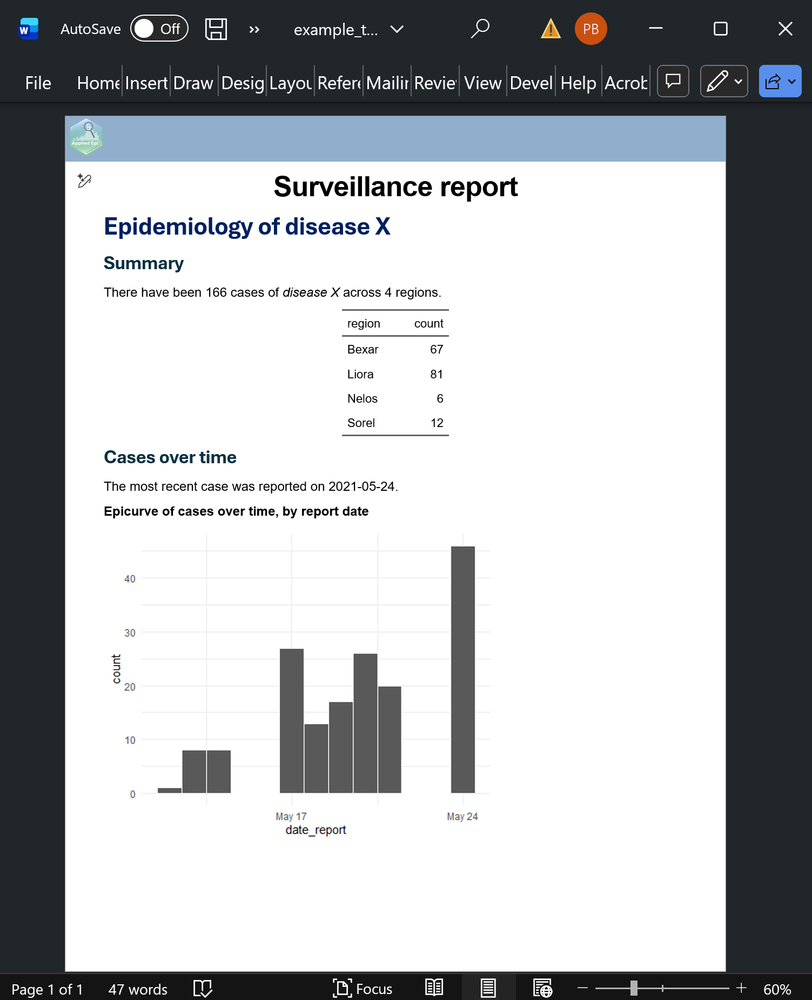 AutoSave Off example_t... PB
File Home Insert Draw Desig Layou Refere Mailin Review View Devel Help Acrob
Applied Epi
Surveillance report
Epidemiology of disease X
Summary
There have been 166 cases of disease X across 4 regions.
region count
Bexar 67
Liora 81
Nelos 6
Sorel 12
Cases over time
The most recent case was reported on 2021-05-24.
Epicurve of cases over time, by report date
40
30
count
20
10
0
May 17 May 24
date_report
Page 1 of 1 47 words Focus 60%